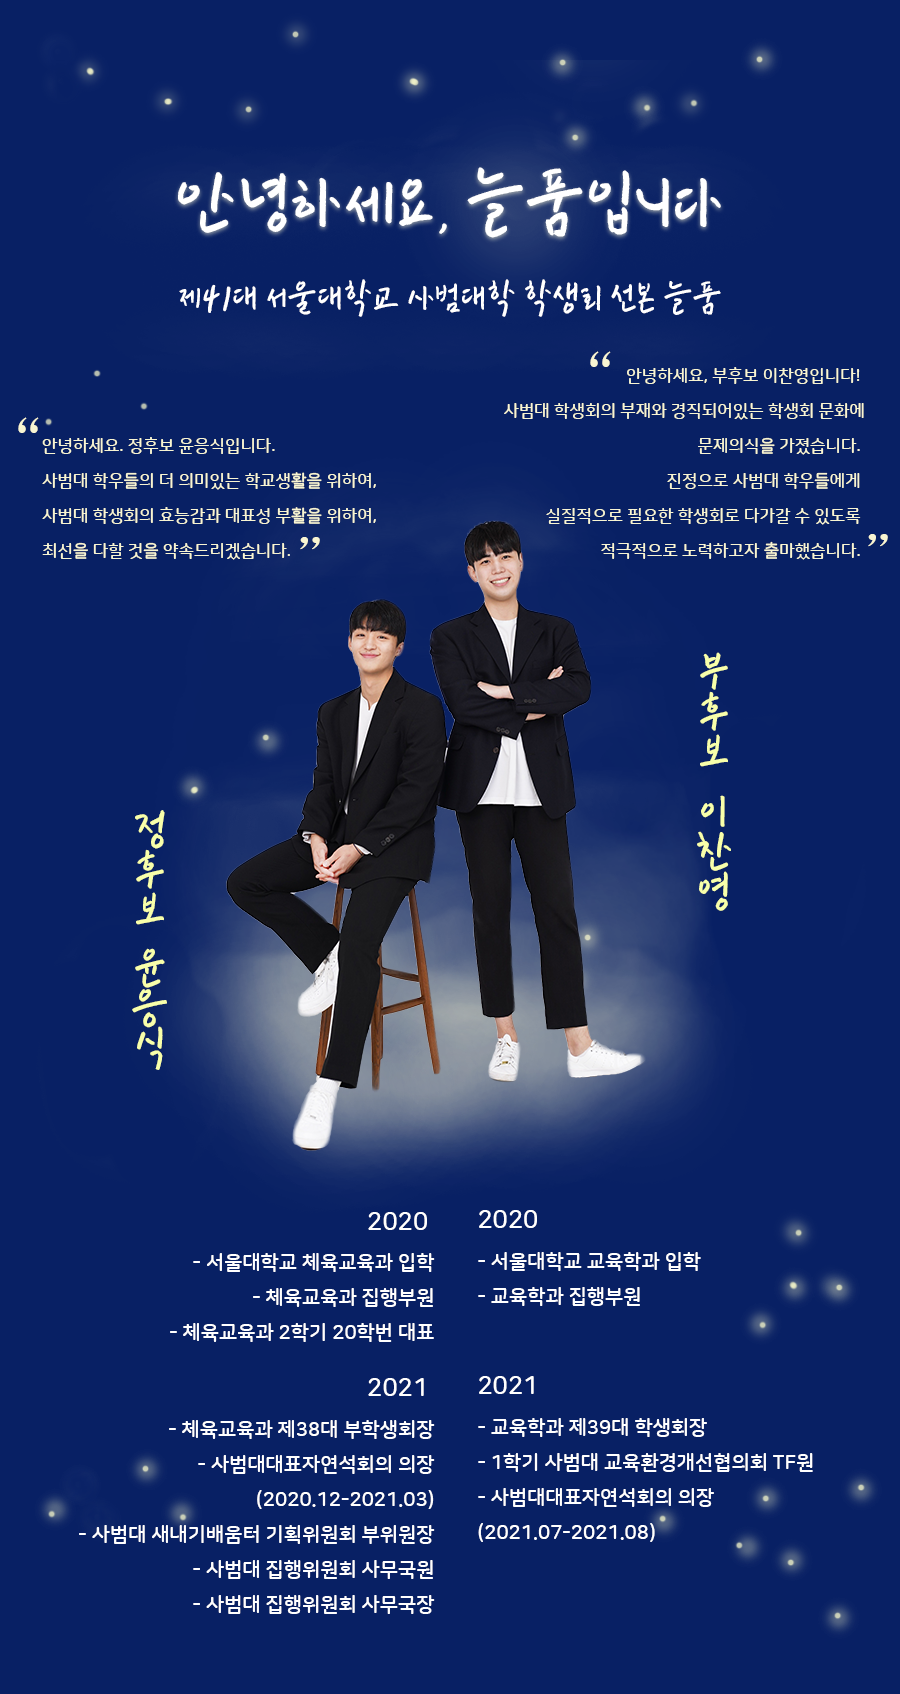 안녕하세요, 늘품입니다
제41대 서울대학교 사범대학 학생회 선본 늘품
“
안녕하세요. 정후보 윤응식입니다.
사범대 학우들의 더 의미있는 학교생활을 위하여,
사범대 학생회의 효능감과 대표성 부활을 위하여,
최선을 다할 것을 약속드리겠습니다. ”
“ 안녕하세요, 부후보 이찬영입니다!
사범대 학생회의 부재와 경직되어있는 학생회 문화에
문제의식을 가졌습니다.
진정으로 사범대 학우들에게
실질적으로 필요한 학생회로 다가갈 수 있도록
적극적으로 노력하고자 출마했습니다. ”
정후보 윤응식
부후보 이찬영
2020
- 서울대학교 체육교육과 입학
- 체육교육과 집행부원
- 체육교육과 2학기 20학번 대표
2021
- 체육교육과 제38대 부학생회장
- 사범대대표자연석회의 의장
(2020.12-2021.03)
- 사범대 새내기배움터 기획위원회 부위원장
- 사범대 집행위원회 사무국원
- 사범대 집행위원회 사무국장
2020
- 서울대학교 교육학과 입학
- 교육학과 집행부원
2021
- 교육학과 제39대 학생회장
- 1학기 사범대 교육환경개선협의회 TF원
- 사범대대표자연석회의 의장
(2021.07-2021.08)